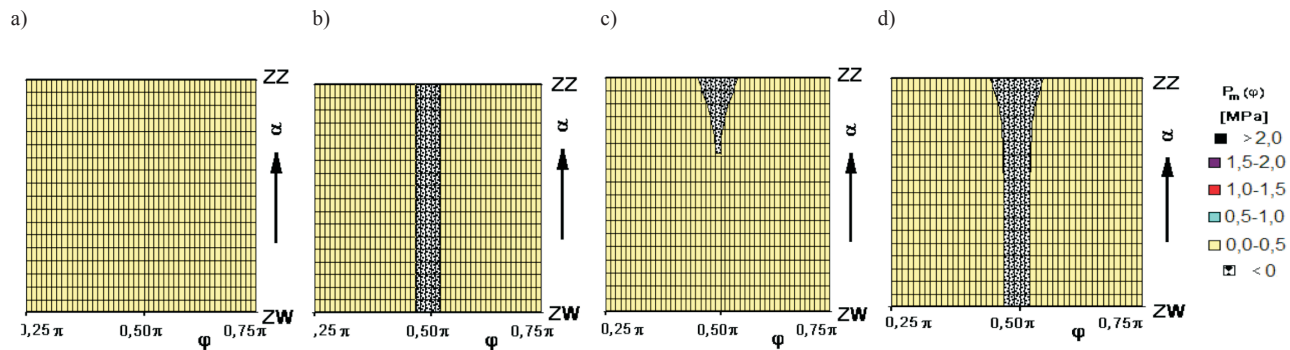 a)
b)
c)
d)
ZZ
α
ZW
0,25 π
0,50π
0,75π
φ
ZZ
α
ZW
,25 π
0,50π
0,75π
φ
ZZ
α
ZW
0,25 π
0,50π
0,75π
φ
ZZ
α
ZW
0,25 π
0,50π
0,75π
φ
Pm (φ)
[MPa]
>2,0
1,5-2,0
1,0-1,5
0,5-1,0
0,0-0,5
<0